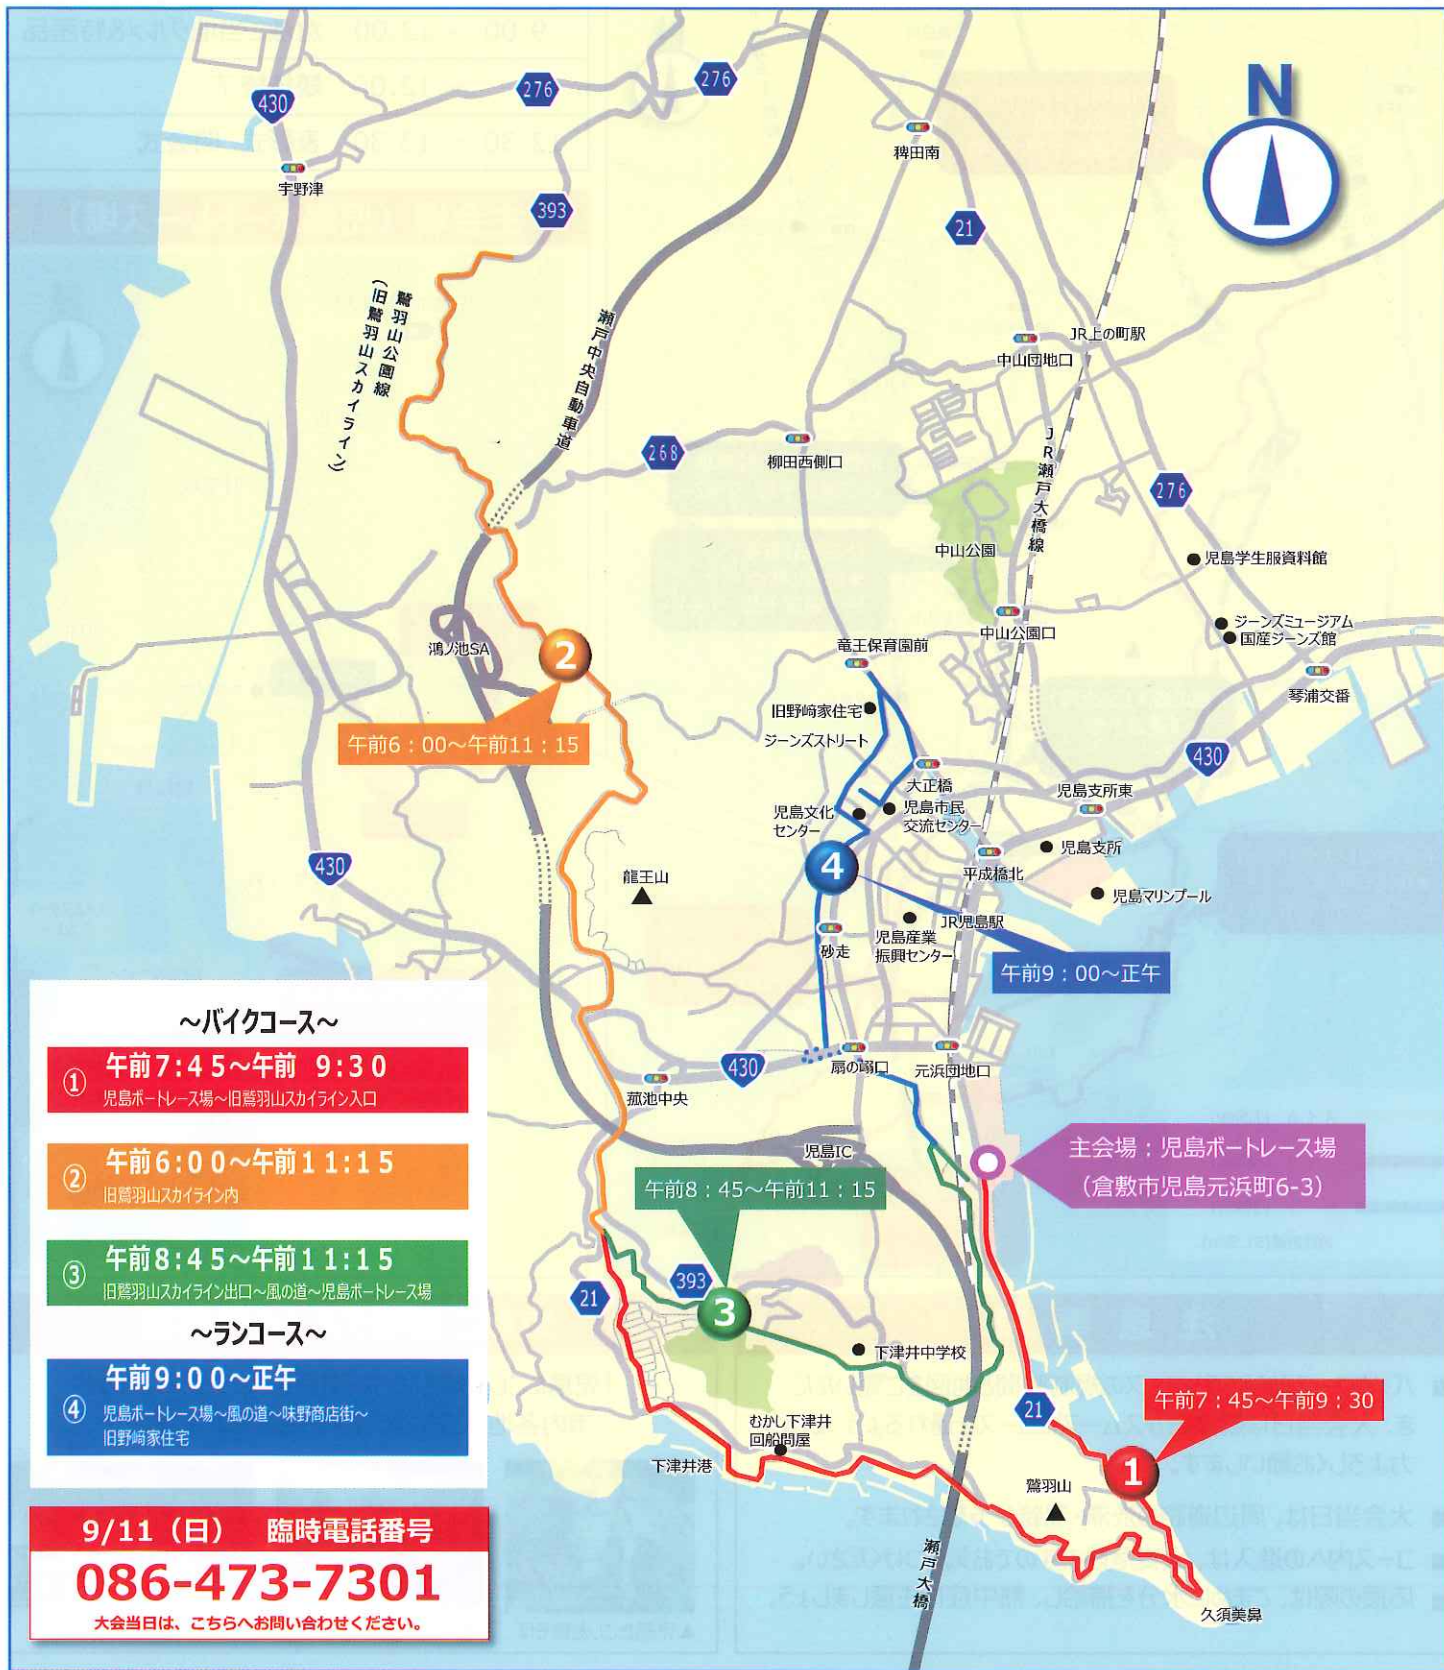 N
430
276
276
宇野津
稗田南
393
21
鷲羽山公園線
(旧鷲羽山スカイライン)
瀬戸中央自動車道
JR上の町駅
中山団地口
柳田西側口
268
JR瀬戸大橋線
276
中山公園
児島学生服資料館
中山公園口
ジーンズミュージアム
国産ジーンズ館
鴻ノ池SA
2
竜王保育園前
琴浦交番
旧野﨑家住宅
ジーンズストリート
午前6:00～午前11:15
430
大正橋
児島支所東
児島文化
センター
児島市民
交流センター
430
児島支所
龍王山
4
平成橋北
児島マリンプール
砂走
児島産業
振興センター
JR児島駅
午前9:00～正午
～バイクコース～
① 午前7:45～午前 9:30
児島ボートレース場～旧鷲羽山スカイライン入口
② 午前6:00～午前11:15
旧鷲羽山スカイライン内
③ 午前8:45～午前11:15
旧鷲羽山スカイライン出口～風の道～児島ボートレース場
～ランコース～
④ 午前9:00～正午
児島ボートレース場～風の道～味野商店街～
旧野﨑家住宅
430
扇の嵶口
元浜団地口
菰池中央
児島IC
主会場:児島ボートレース場
(倉敷市児島元浜町6-3)
午前8:45～午前11:15
393
21
3
下津井中学校
21
午前7:45～午前9:30
むかし下津井
回船問屋
下津井港
1
鷲羽山
瀬戸大橋
久須美鼻
9/11(日) 臨時電話番号
086-473-7301
大会当日は、こちらへお問い合わせください。